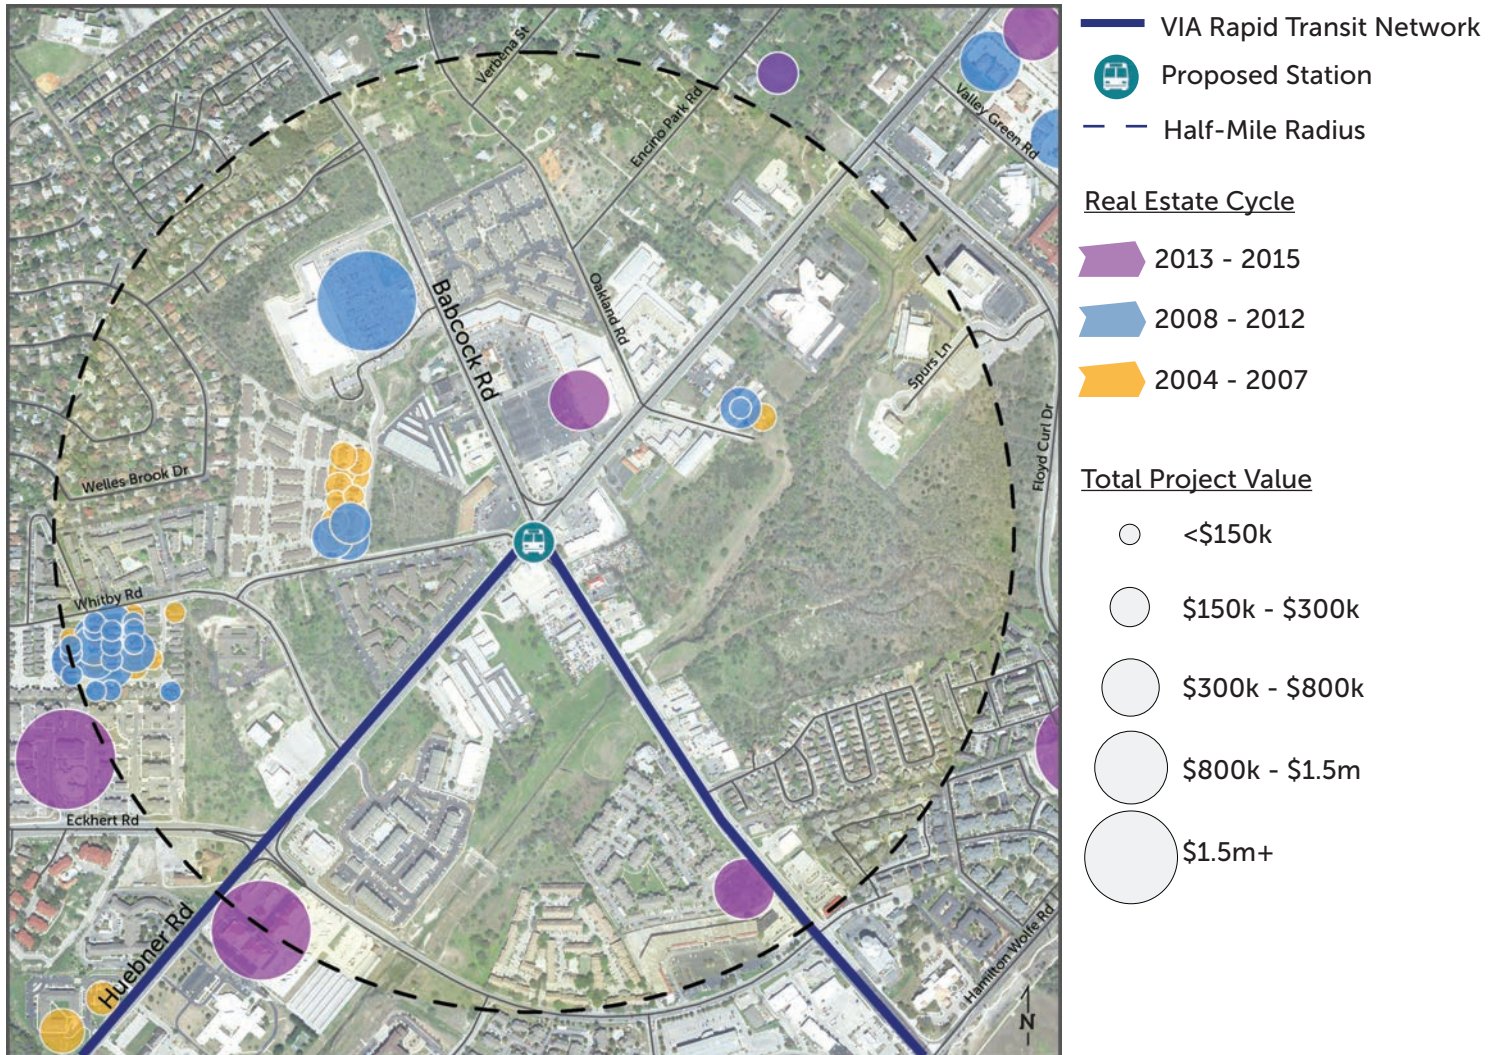 VIA Rapid Transit Network
Proposed Station
Half-Mile Radius
Real Estate Cycle
2013 - 2015
2008 - 2012
2004 - 2007
Total Project Value
<$150k
$150k - $300k
$300k - $800k
$800k - $1.5m
$1.5m+
Verbena St
Encino Park Rd
Valley Green Rd
Babcock Rd
Oakland Rd
Spurs Ln
Floyd Curl Dr
Welles Brook Dr
Whitby Rd
Eckhert Rd
Huebner Rd
Hamilton Wolfe Rd
N